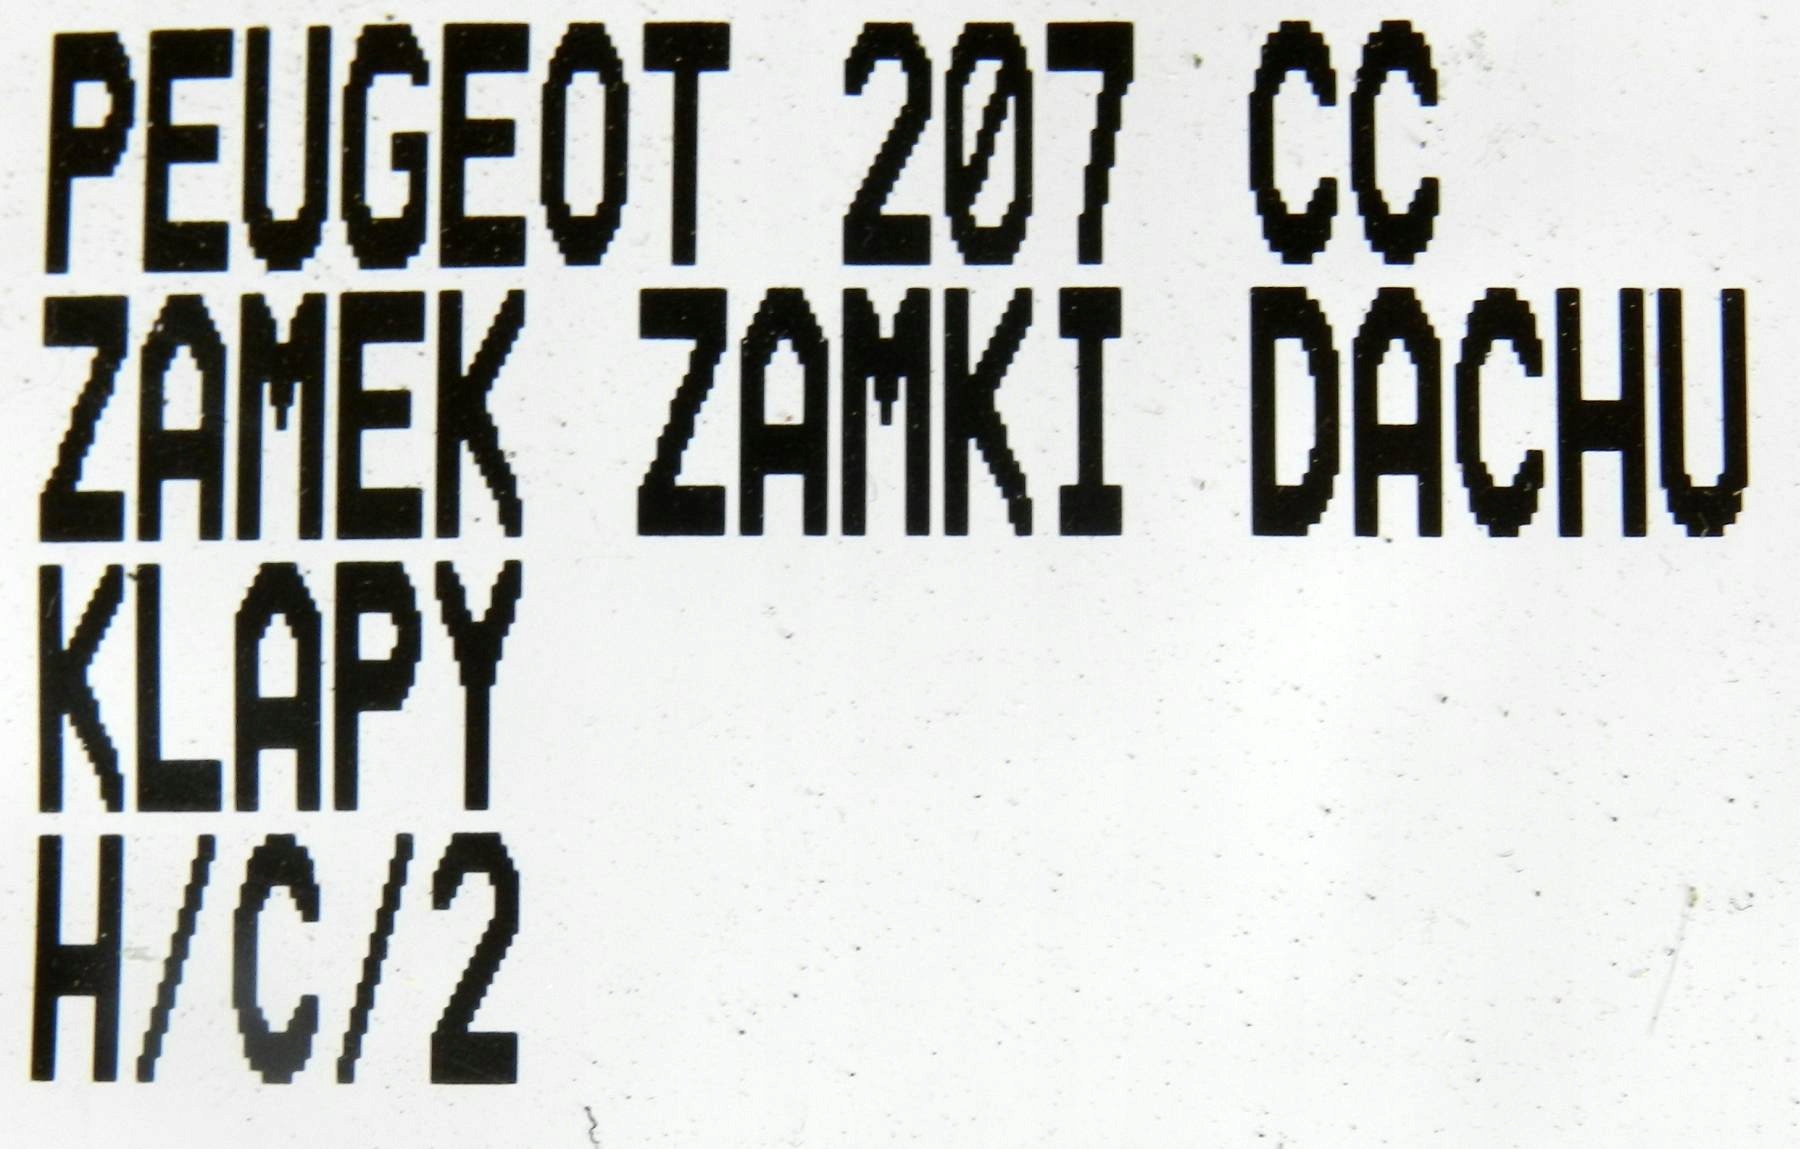 PEUGEOT 207 CC
ZAMEK ZAMKI DACHU
KLAPY
H/C/2